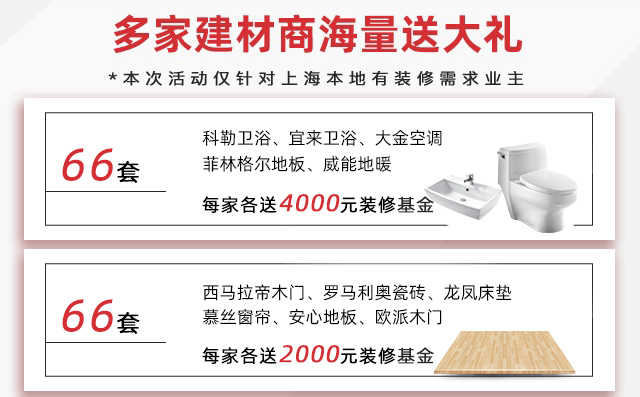 多家建材商海量送大礼
*本次活动仅针对上海本地有装修需求业主
66套
科勒卫浴、宜来卫浴、大金空调
菲林格尔地板、威能地暖
每家各送4000元装修基金
66套
西马拉帝木门、罗马利奥瓷砖、龙凤床垫
慕丝窗帘、安心地板、欧派木门
每家各送2000元装修基金